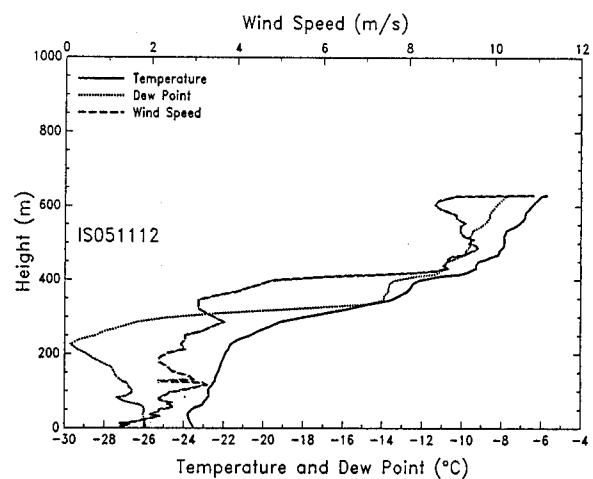 Wind Speed (m/s)
0 2 4 6 8 10 12
1000
Temperature
Dew Point
Wind Speed
800
600
Height (m)
IS051112
400
200
0
-30 -28 -26 -24 -22 -20 -18 -16 -14 -12 -10 -8 -6 -4
Temperature and Dew Point (°C)